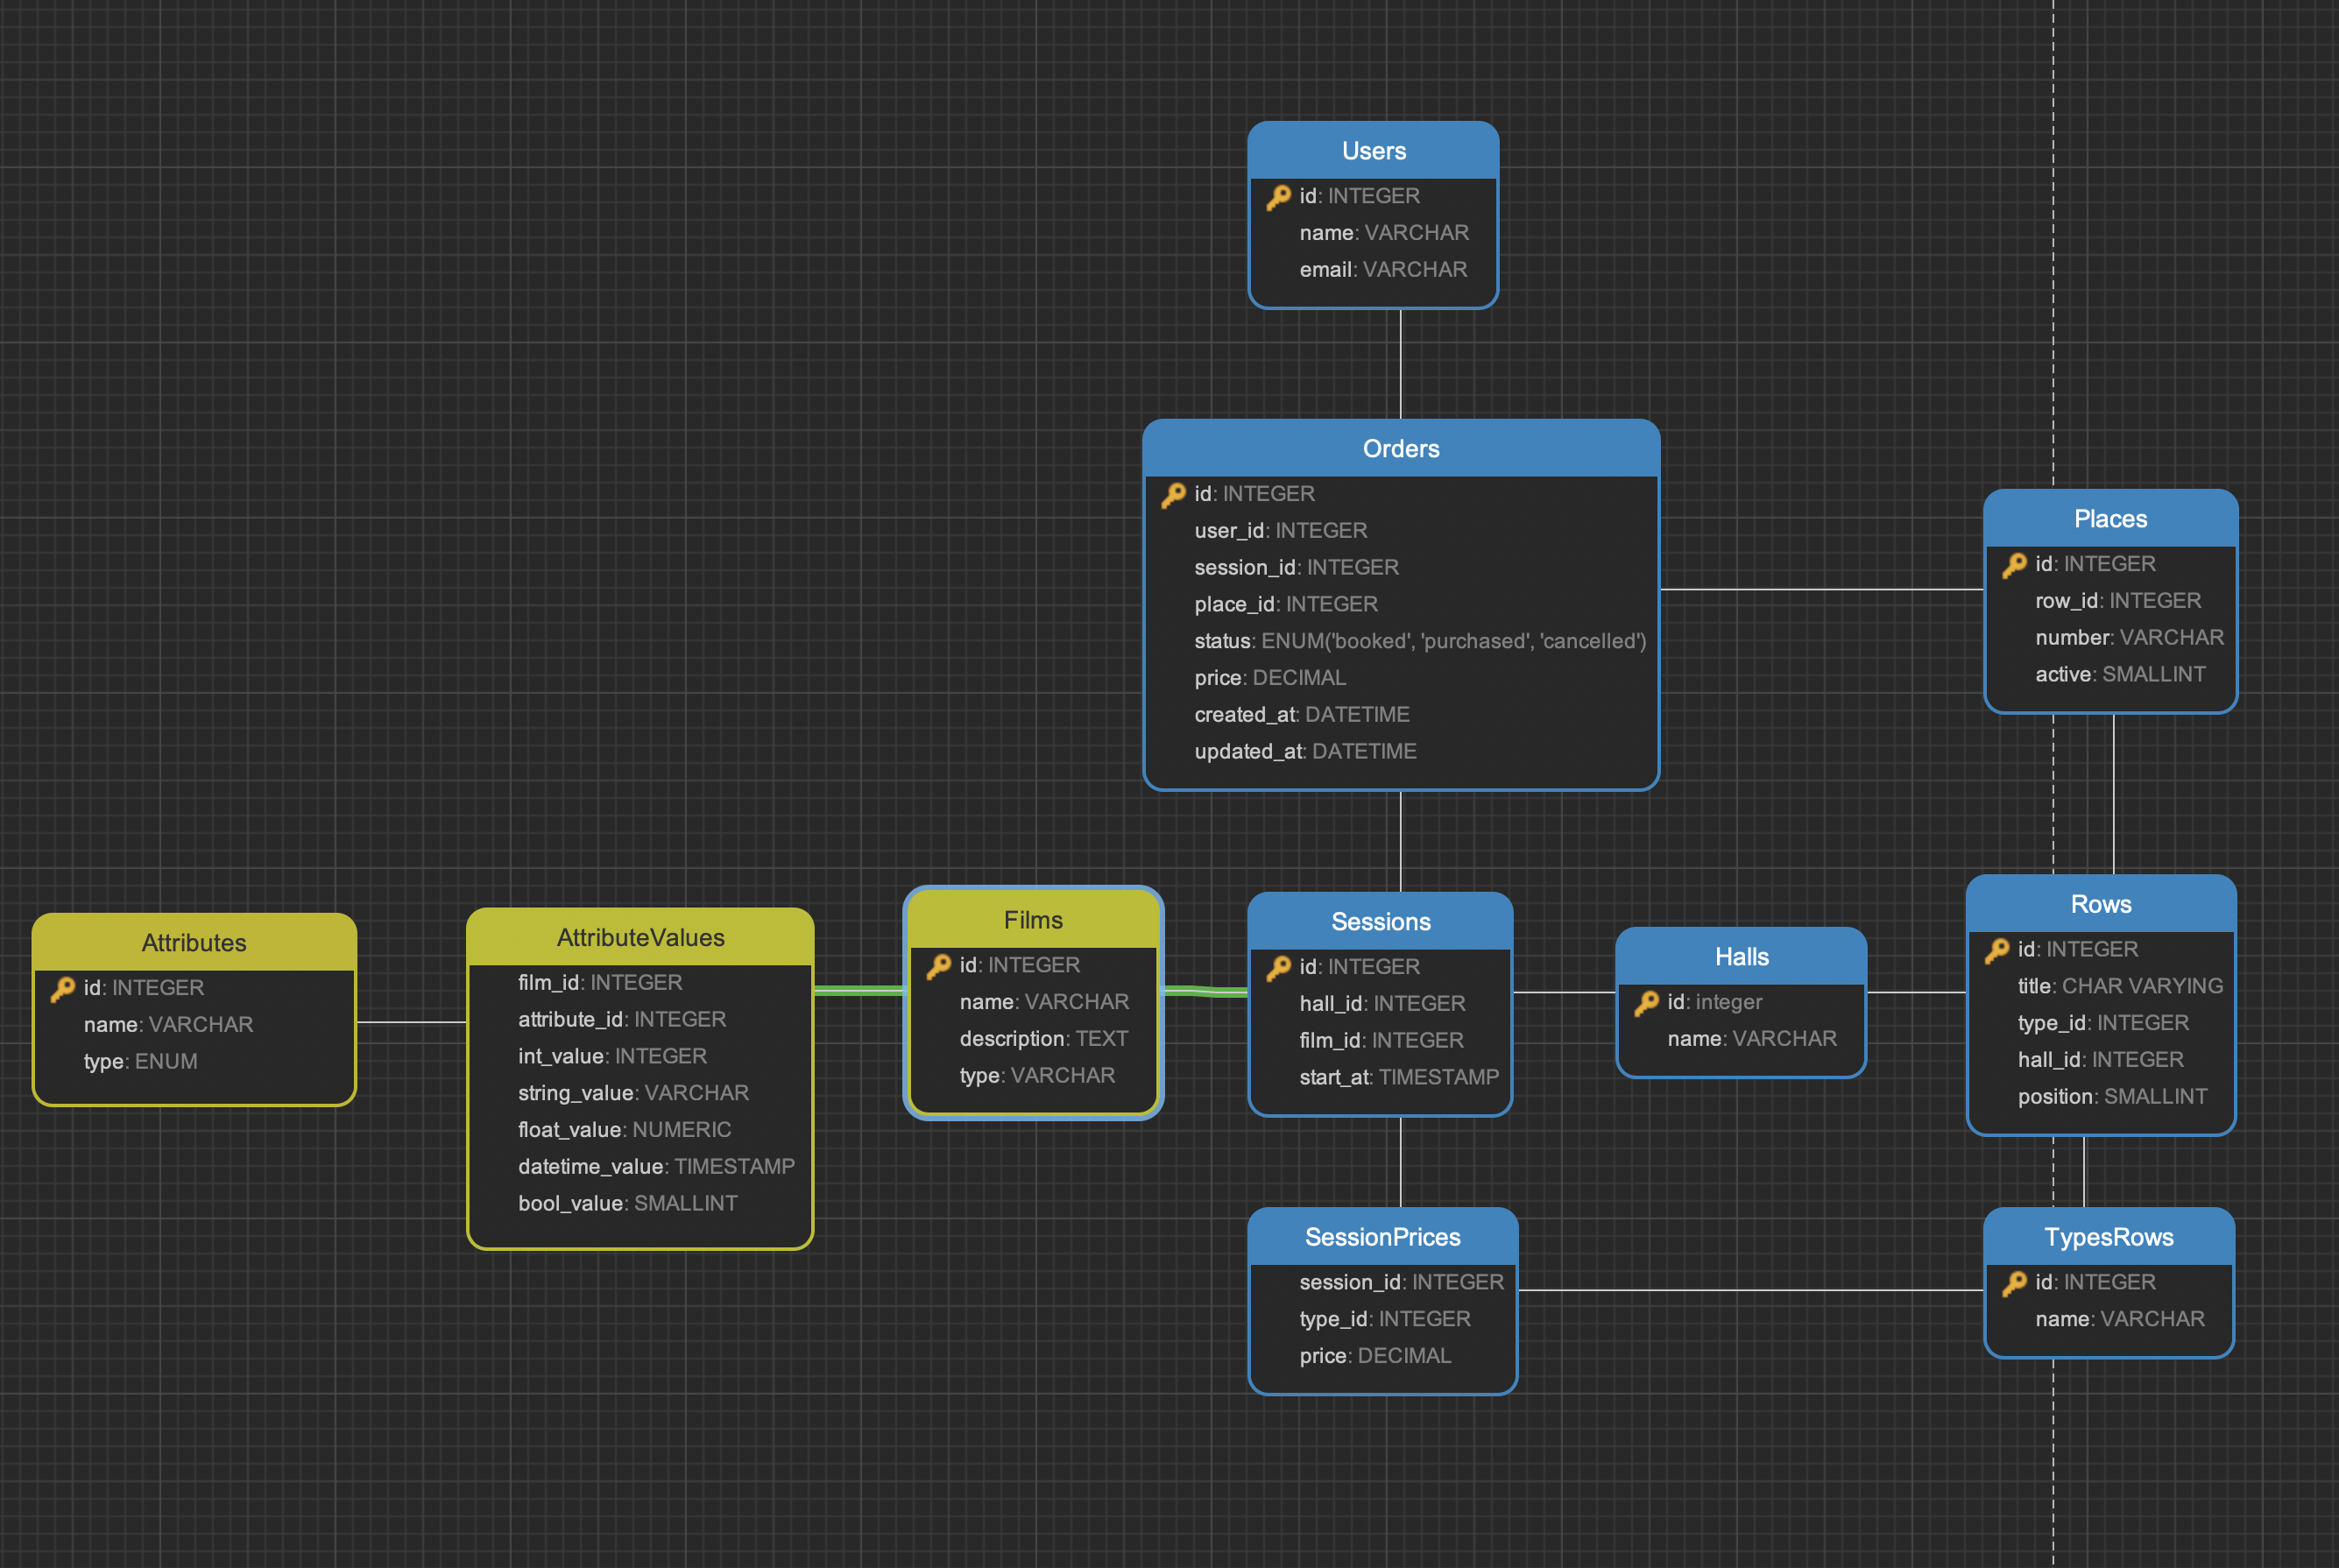 Users
id: INTEGER
name: VARCHAR
email: VARCHAR
Orders
id: INTEGER
user_id: INTEGER
session_id: INTEGER
place_id: INTEGER
status: ENUM('booked', 'purchased', 'cancelled')
price: DECIMAL
created_at: DATETIME
updated_at: DATETIME
Places
id: INTEGER
row_id: INTEGER
number: VARCHAR
active: SMALLINT
Attributes
id: INTEGER
name: VARCHAR
type: ENUM
AttributeValues
film_id: INTEGER
attribute_id: INTEGER
int_value: INTEGER
string_value: VARCHAR
float_value: NUMERIC
datetime_value: TIMESTAMP
bool_value: SMALLINT
Films
id: INTEGER
name: VARCHAR
description: TEXT
type: VARCHAR
Sessions
id: INTEGER
hall_id: INTEGER
film_id: INTEGER
start_at: TIMESTAMP
Halls
id: integer
name: VARCHAR
Rows
id: INTEGER
title: CHAR VARYING
type_id: INTEGER
hall_id: INTEGER
position: SMALLINT
SessionPrices
session_id: INTEGER
type_id: INTEGER
price: DECIMAL
TypesRows
id: INTEGER
name: VARCHAR